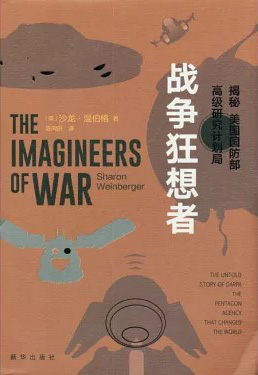 战争狂想者
揭秘 美国国防部
高级研究计划局
[美] 沙龙·温伯格 著
译
THE
IMAGINEERS
OF WAR
Sharon
Weinberger
THE UNTOLD
STORY OF DARPA
THE
PENTAGON
AGENCY
THAT CHANGED
THE WORLD
新华出版社